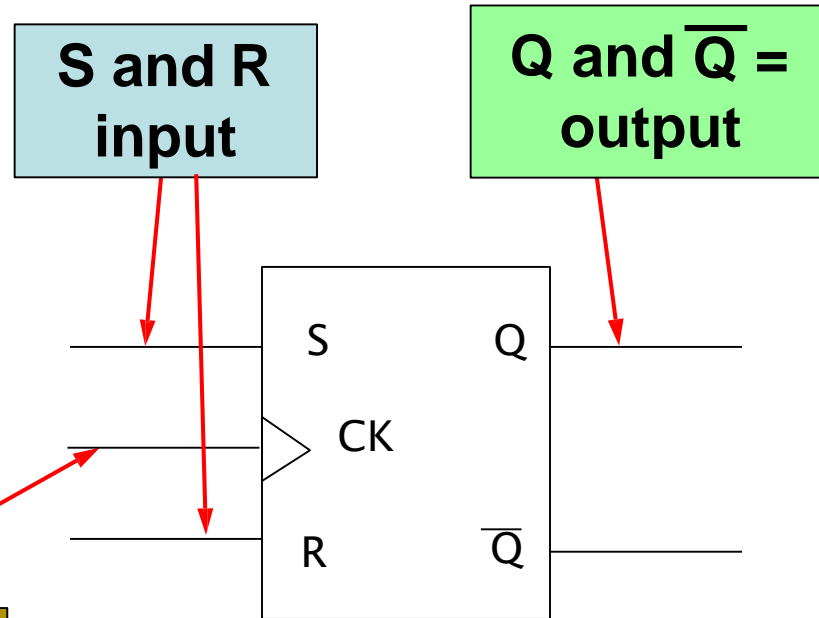 S and R
input
Q and Q̅ =
output
S
Q
CK
R
Q̅